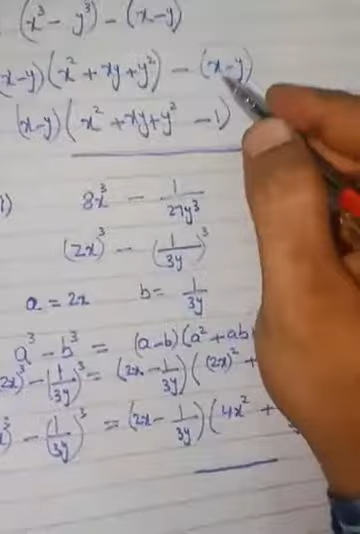 (x³ - y³) - (x-y)
x-y) (x² + xy + y²) - (x-y)
(x-y) ( x² + xy + y² - 1)
1) 8x³ - 1/27y³
(2x)³ - (1/3y)³
a = 2x b = 1/3y
a³ - b³ = (a-b) (a² + ab
2x)³ - (1/3y)³ = (2x - 1/3y) ( (2x)² +
)³ - (1/3y)³ = (2x - 1/3y) ( 4x² +